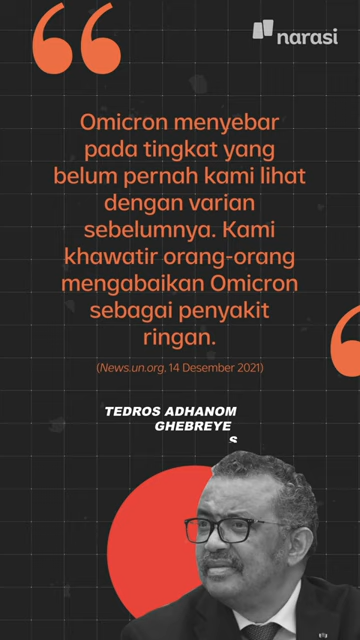 narasi
Omicron menyebar
pada tingkat yang
belum pernah kami lihat
dengan varian
sebelumnya. Kami
khawatir orang-orang
mengabaikan Omicron
sebagai penyakit
ringan.
(News.un.org, 14 Desember 2021)
TEDROS ADHANOM
GHEBREYE
S